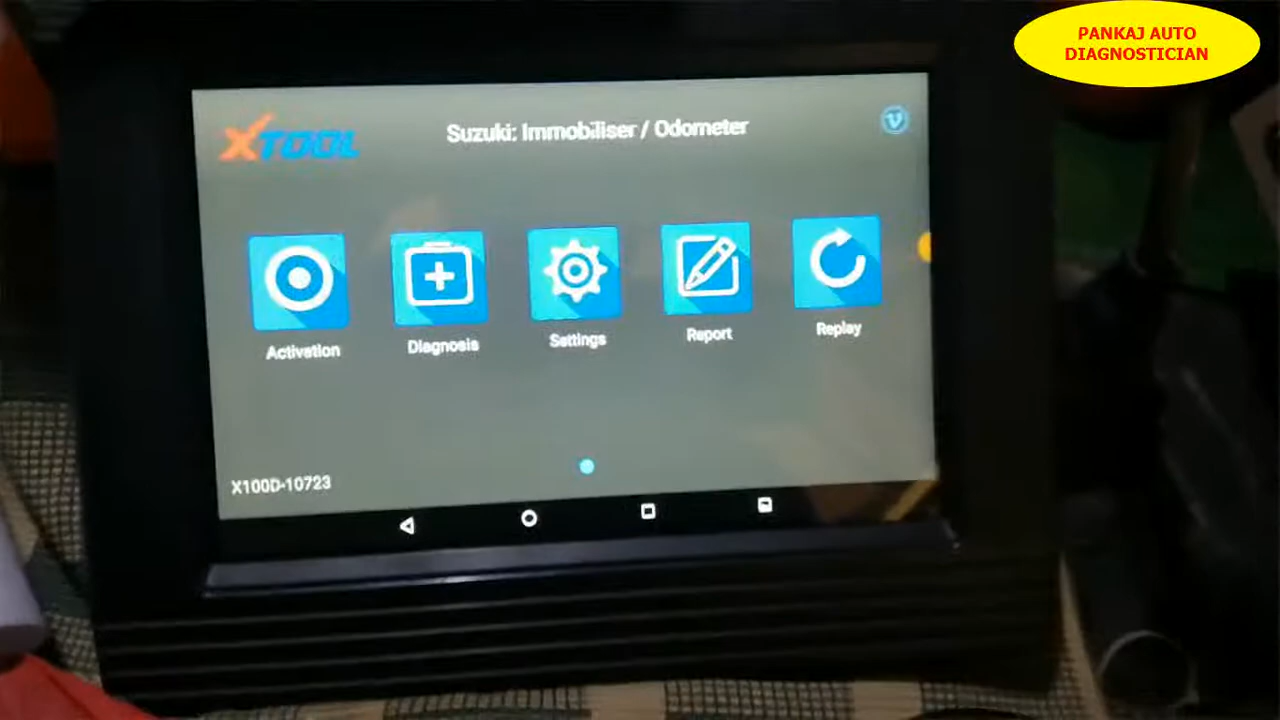 PANKAJ AUTO
DIAGNOSTICIAN
XTOOL
Suzuki: Immobiliser / Odometer
V
Activation
Diagnosis
Settings
Report
Replay
X100D-10723